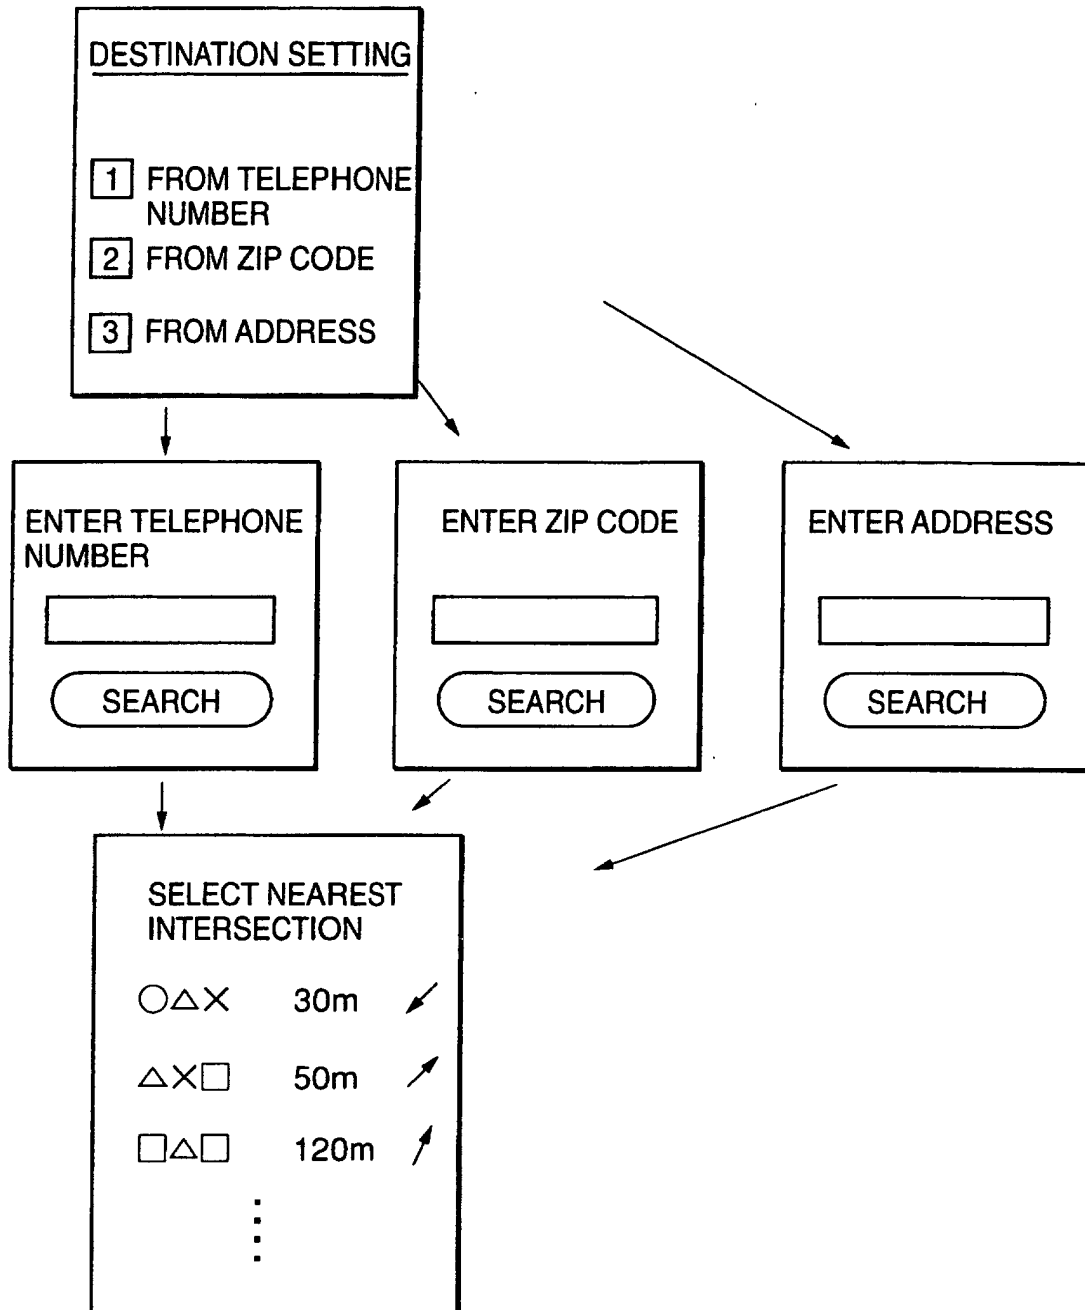 DESTINATION SETTING
1 FROM TELEPHONE
NUMBER
2 FROM ZIP CODE
3 FROM ADDRESS
ENTER TELEPHONE
NUMBER
SEARCH
ENTER ZIP CODE
SEARCH
ENTER ADDRESS
SEARCH
SELECT NEAREST
INTERSECTION
○△× 30m ↙
△×□ 50m ↗
□△□ 120m ↗